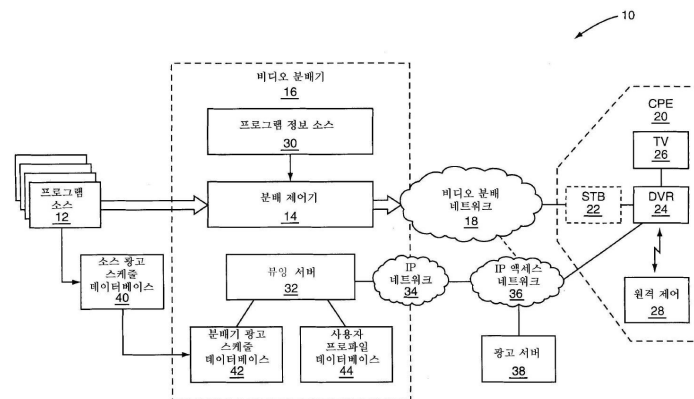 10
비디오 분배기
16
프로그램 정보 소스
30
프로그램
소스
12
분배 제어기
14
비디오 분배
네트워크
18
CPE
20
TV
26
STB
22
DVR
24
원격 제어
28
소스 광고
스케줄
데이터베이스
40
뷰잉 서버
32
IP
네트워크
34
IP 액세스
네트워크
36
분배기 광고
스케줄
데이터베이스
42
사용자
프로파일
데이터베이스
44
광고 서버
38